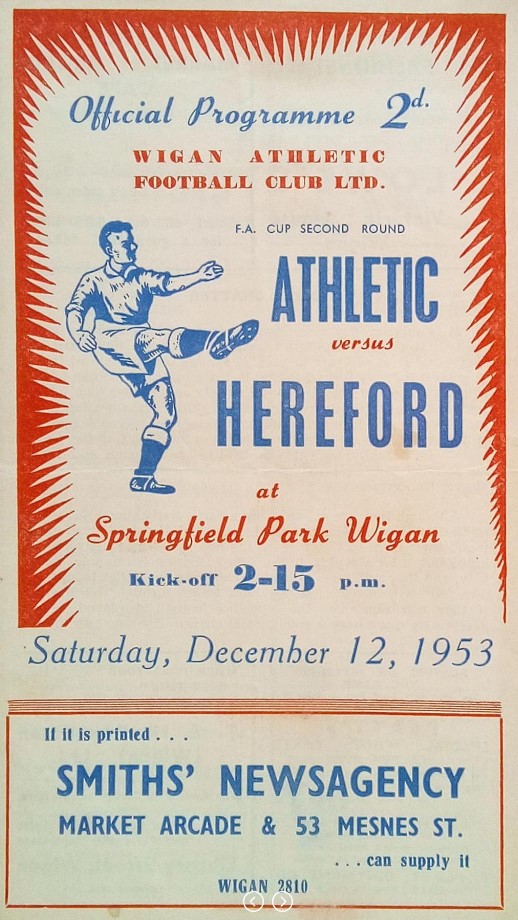 Official Programme 2d.
WIGAN ATHLETIC
FOOTBALL CLUB LTD.
F.A. CUP SECOND ROUND
ATHLETIC
versus
HEREFORD
at
Springfield Park Wigan
Kick-off 2-15 p.m.
Saturday, December 12, 1953
If it is printed . . .
SMITHS' NEWSAGENCY
MARKET ARCADE & 53 MESNES ST.
. . . can supply it
WIGAN 2810